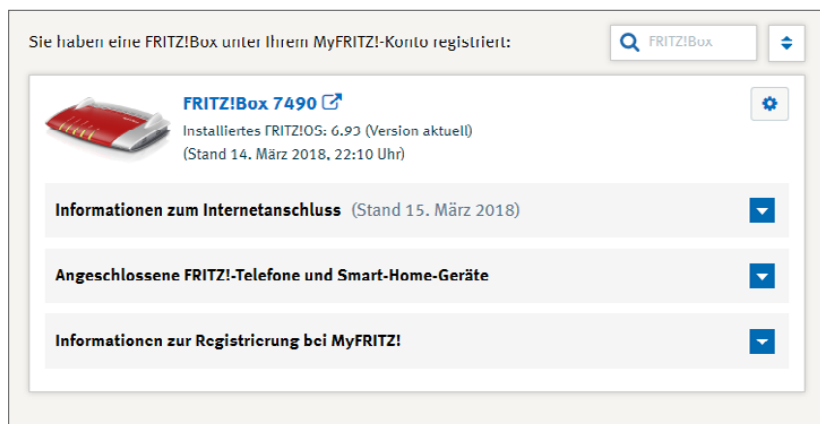 Sie haben eine FRITZ!Box unter Ihrem MyFRITZ!-Konto registriert:
FRITZ!Box
FRITZ!Box 7490
Installiertes FRITZ!OS: 6.93 (Version aktuell)
(Stand 14. März 2018, 22:10 Uhr)
Informationen zum Internetanschluss (Stand 15. März 2018)
Angeschlossene FRITZ!-Telefone und Smart-Home-Geräte
Informationen zur Registrierung bei MyFRITZ!